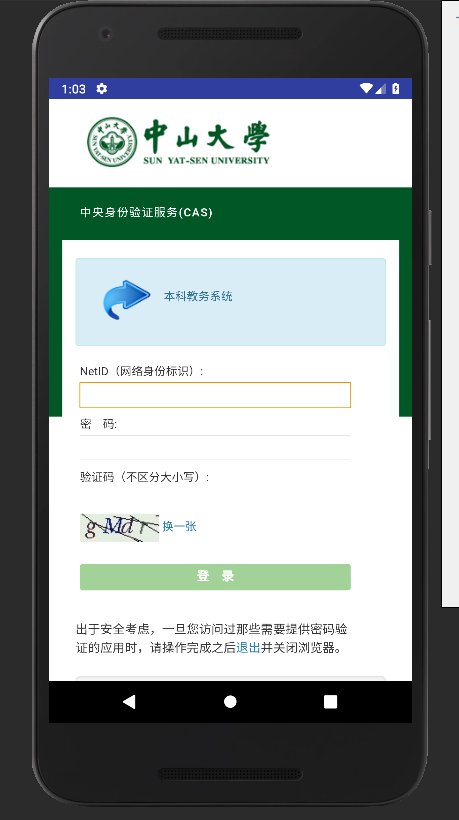 1:03
中山大學
SUN YAT-SEN UNIVERSITY
中央身份验证服务(CAS)
本科教务系统
NetID（网络身份标识）:
密　码:
验证码（不区分大小写）:
换一张
登　录
出于安全考虑，一旦您访问过那些需要提供密码验
证的应用时，请操作完成之后退出并关闭浏览器。